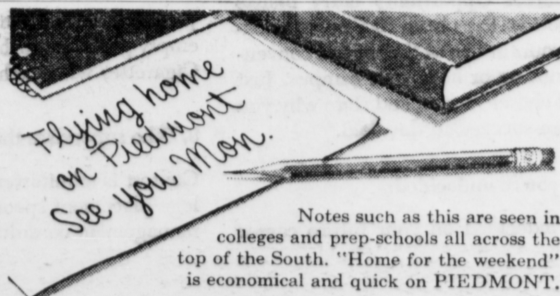 Flying home
on Piedmont
See you Mon.
Notes such as this are seen in
colleges and prep-schools all across the
top of the South. "Home for the weekend"
is economical and quick on PIEDMONT.